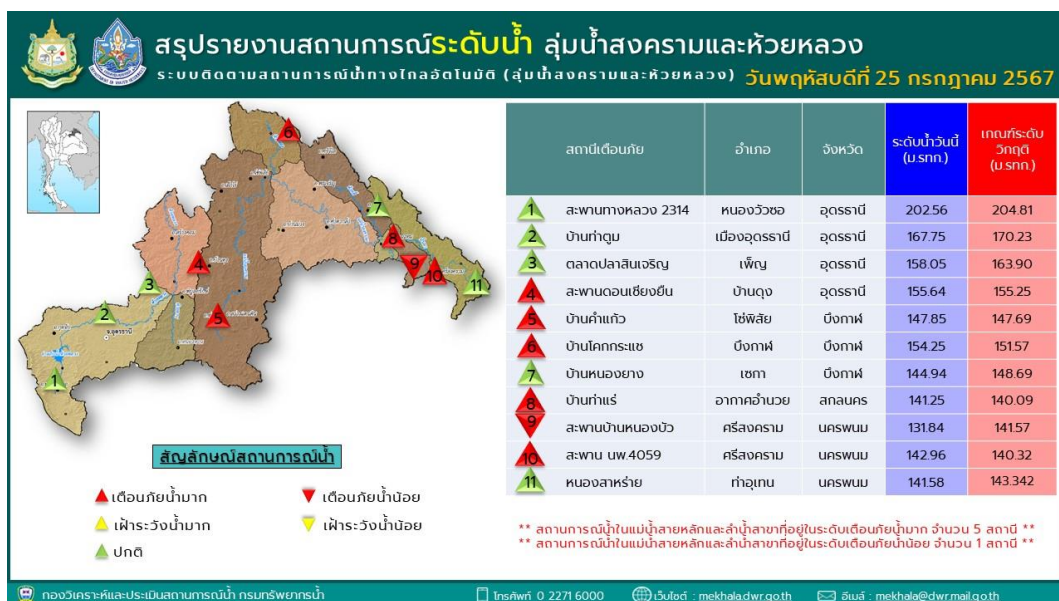 สรุปรายงานสถานการณ์ระดับน้ำ ลุ่มน้ำสงครามและห้วยหลวง
ระบบติดตามสถานการณ์น้ำทางไกลอัตโนมัติ (ลุ่มน้ำสงครามและห้วยหลวง) วันพฤหัสบดีที่ 25 กรกฎาคม 2567
สถานีเตือนภัย อำเภอ จังหวัด ระดับน้ำวันนี้ (ม.รทก.) เกณฑ์ระดับวิกฤติ (ม.รทก.)
1 สะพานทางหลวง 2314 หนองวัวซอ อุดรธานี 202.56 204.81
2 บ้านท่าตูม เมืองอุดรธานี อุดรธานี 167.75 170.23
3 ตลาดปลาสินเจริญ เพ็ญ อุดรธานี 158.05 163.90
4 สะพานดอนเชียงยืน บ้านดุง อุดรธานี 155.64 155.25
5 บ้านคำแก้ว โซ่พิสัย บึงกาฬ 147.85 147.69
6 บ้านโคกกระแซ บึงกาฬ บึงกาฬ 154.25 151.57
7 บ้านหนองยาง เซกา บึงกาฬ 144.94 148.69
8 บ้านท่าแร่ อากาศอำนวย สกลนคร 141.25 140.09
9 สะพานบ้านหนองบัว ศรีสงคราม นครพนม 131.84 141.57
10 สะพาน นพ.4059 ศรีสงคราม นครพนม 142.96 140.32
11 หนองสาหร่าย ท่าอุเทน นครพนม 141.58 143.342
6
7
8
4
9
10
3
11
2
5
1
สัญลักษณ์สถานการณ์น้ำ
เตือนภัยน้ำมาก เตือนภัยน้ำน้อย
เฝ้าระวังน้ำมาก เฝ้าระวังน้ำน้อย
ปกติ
** สถานการณ์น้ำในแม่น้ำสายหลักและลำน้ำสาขาที่อยู่ในระดับเตือนภัยน้ำมาก จำนวน 5 สถานี **
** สถานการณ์น้ำในแม่น้ำสายหลักและลำน้ำสาขาที่อยู่ในระดับเตือนภัยน้ำน้อย จำนวน 1 สถานี **
กองวิเคราะห์และประเมินสถานการณ์น้ำ กรมทรัพยากรน้ำ โทรศัพท์ 0 2271 6000 เว็บไซต์ : mekhala.dwr.go.th อีเมล์ : mekhala@dwr.mail.go.th